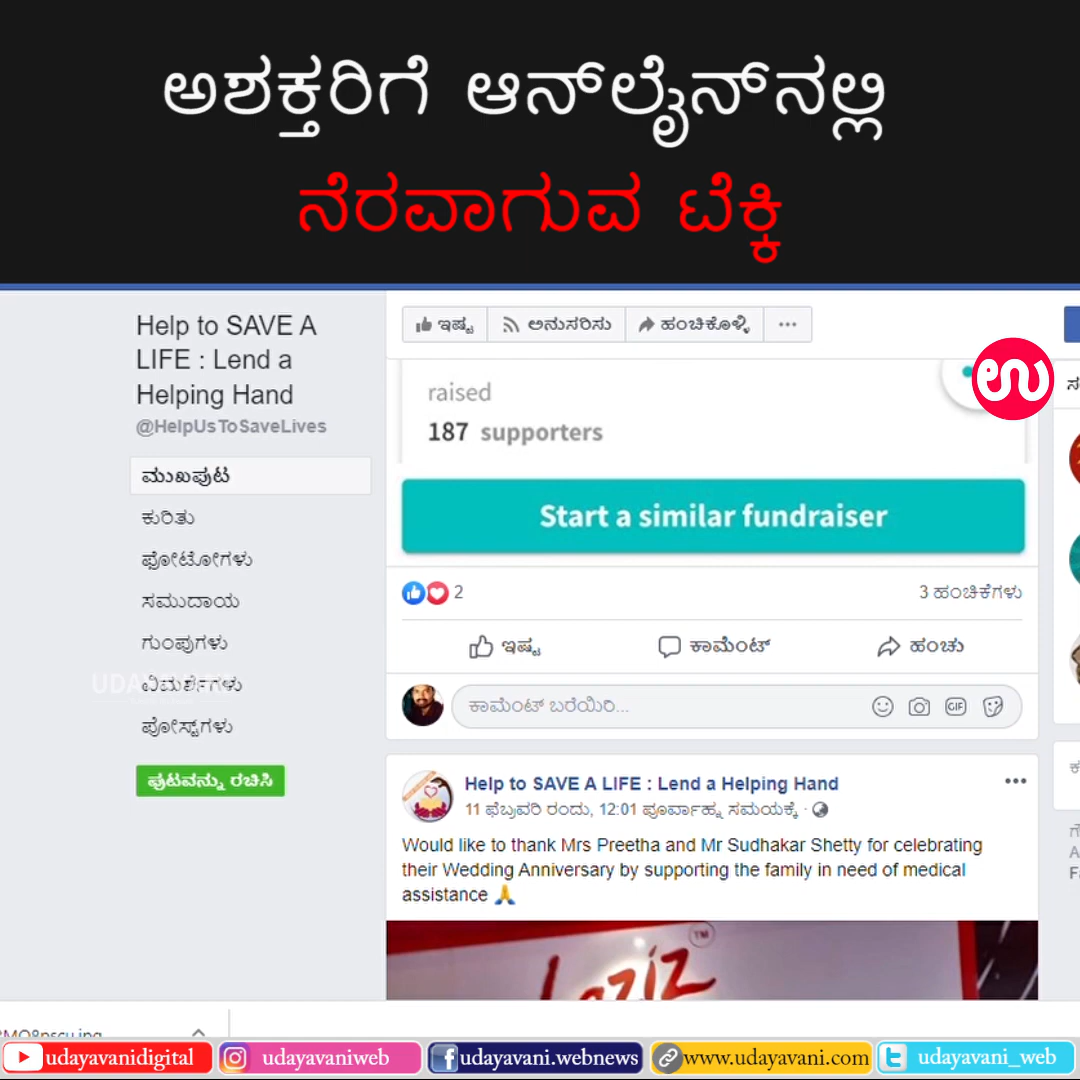 ಅಶಕ್ತರಿಗೆ ಆನ್‌ಲೈನ್‌ನಲ್ಲಿ
ನೆರವಾಗುವ ಟೆಕ್ಕಿ
Help to SAVE A
LIFE : Lend a
Helping Hand
@HelpUsToSaveLives
ಮುಖಪುಟ
ಕುರಿತು
ಫೋಟೋಗಳು
ಸಮುದಾಯ
ಗುಂಪುಗಳು
ವಿಮರ್ಶೆಗಳು
ಪೋಸ್ಟ್‌ಗಳು
ಪುಟವನ್ನು ರಚಿಸಿ
ಇಷ್ಟ ಅನುಸರಿಸು ಹಂಚಿಕೊಳ್ಳಿ ...
ಉ
raised
187 supporters
Start a similar fundraiser
2 3 ಹಂಚಿಕೆಗಳು
ಇಷ್ಟ ಕಾಮೆಂಟ್ ಹಂಚು
ಕಾಮೆಂಟ್ ಬರೆಯಿರಿ... GIF
Help to SAVE A LIFE : Lend a Helping Hand
11 ಫೆಬ್ರವರಿ ರಂದು, 12:01 ಪೂರ್ವಾಹ್ನ ಸಮಯಕ್ಕೆ ·
Would like to thank Mrs Preetha and Mr Sudhakar Shetty for celebrating
their Wedding Anniversary by supporting the family in need of medical
assistance
Laziz TM
udayavanidigital udayavaniweb udayavani.webnews www.udayavani.com udayavani_web